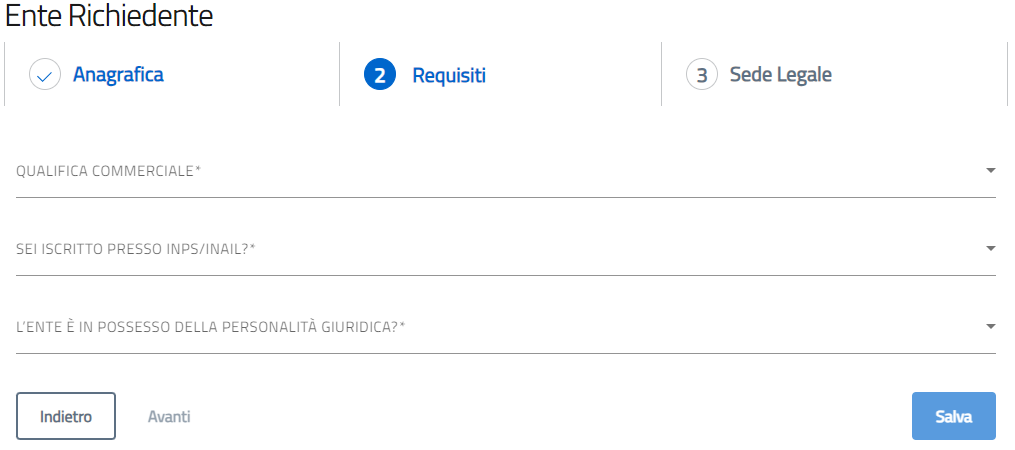 Ente Richiedente
Anagrafica
2 Requisiti
3 Sede Legale
QUALIFICA COMMERCIALE*
SEI ISCRITTO PRESSO INPS/INAIL?*
L'ENTE È IN POSSESSO DELLA PERSONALITÀ GIURIDICA?*
Indietro Avanti Salva